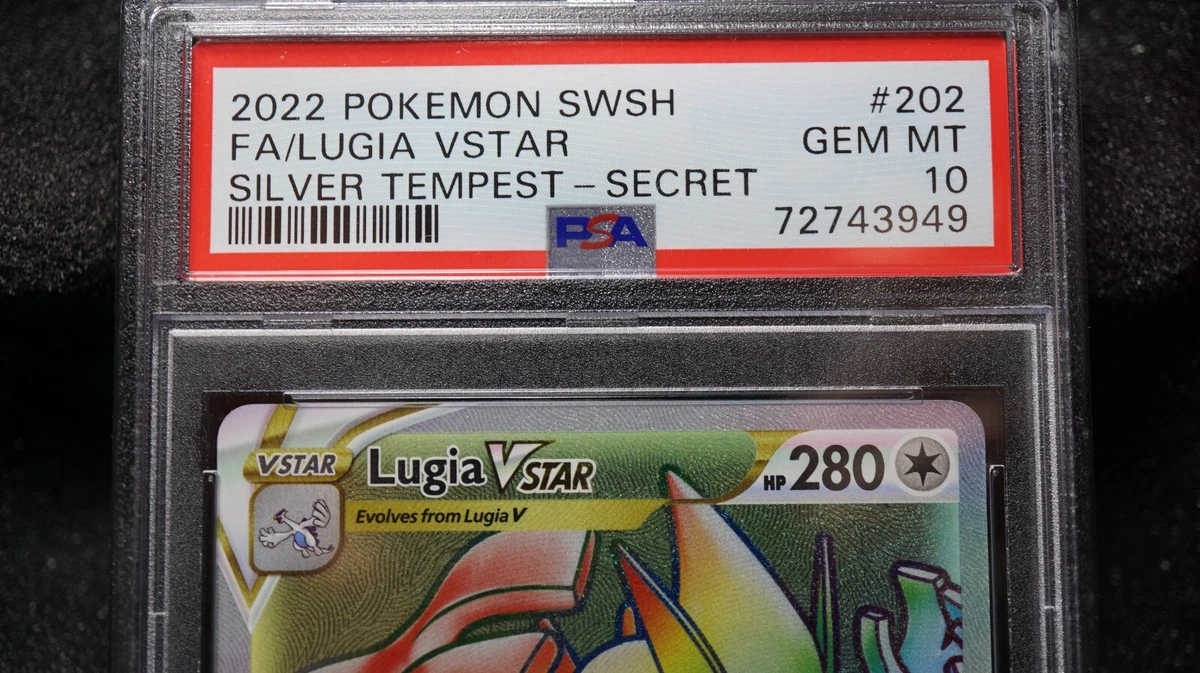 2022 POKEMON SWSH #202
FA/LUGIA VSTAR GEM MT
SILVER TEMPEST – SECRET 10
PSA 72743949
VSTAR Lugia VSTAR HP 280
Evolves from Lugia V